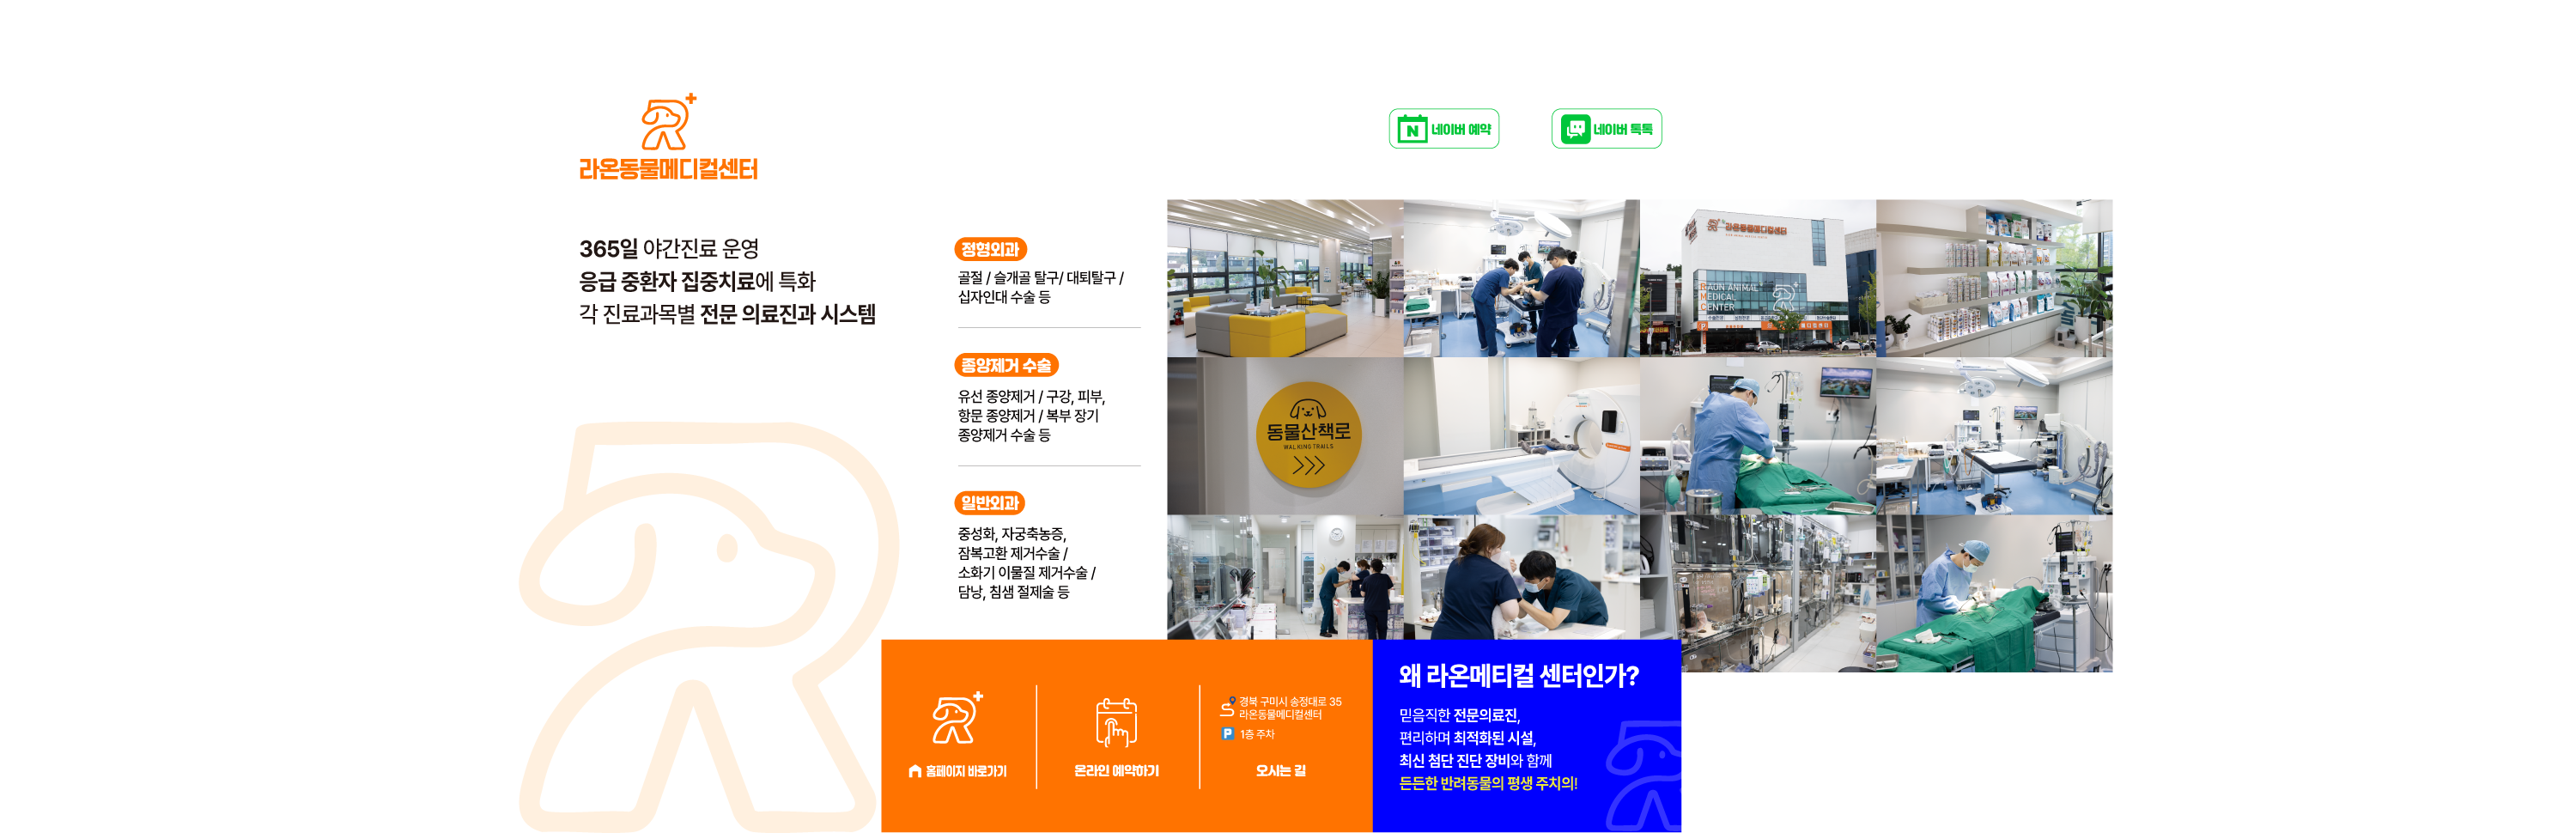 라온동물메디컬센터
네이버 예약
네이버 톡톡
365일 야간진료 운영
응급 중환자 집중치료에 특화
각 진료과목별 전문 의료진과 시스템
정형외과
골절 / 슬개골 탈구/ 대퇴탈구 /
십자인대 수술 등
종양제거 수술
유선 종양제거 / 구강, 피부,
항문 종양제거 / 복부 장기
종양제거 수술 등
일반외과
중성화, 자궁축농증,
잠복고환 제거수술 /
소화기 이물질 제거수술 /
담낭, 침샘 절제술 등
라온동물메디컬센터
RAUN ANIMAL
MEDICAL
CENTER
동물산책로
WALKING TRAILS
홈페이지 바로가기
온라인 예약하기
경북 구미시 송정대로 35
라온동물메디컬센터
P 1층 주차
오시는 길
왜 라온메티컬 센터인가?
믿음직한 전문의료진,
편리하며 최적화된 시설,
최신 첨단 진단 장비와 함께
든든한 반려동물의 평생 주치의!